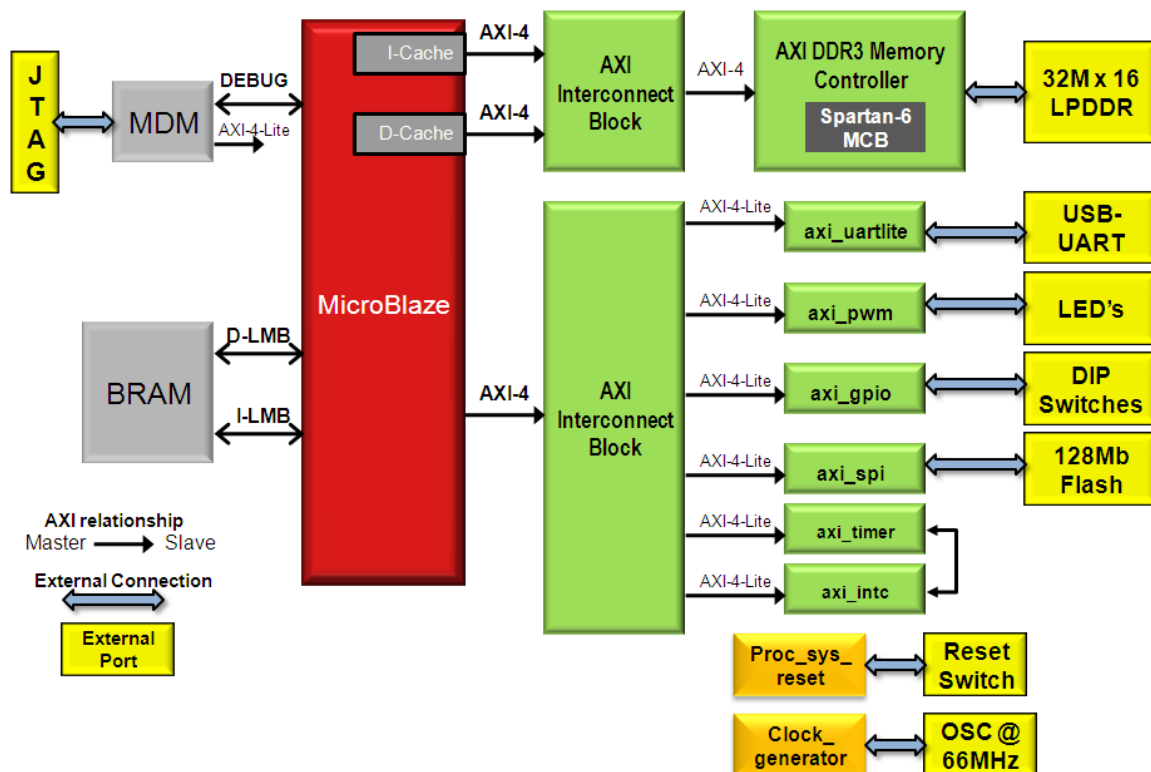 J
T
A
G
MDM
DEBUG
AXI-4-Lite
I-Cache
D-Cache
MicroBlaze
AXI-4
AXI-4
AXI
Interconnect
Block
AXI-4
AXI DDR3 Memory
Controller
Spartan-6
MCB
32M x 16
LPDDR
BRAM
D-LMB
I-LMB
AXI-4
AXI
Interconnect
Block
AXI-4-Lite
axi_uartlite
USB-
UART
AXI-4-Lite
axi_pwm
LED’s
AXI-4-Lite
axi_gpio
DIP
Switches
AXI-4-Lite
axi_spi
128Mb
Flash
AXI-4-Lite
axi_timer
AXI-4-Lite
axi_intc
AXI relationship
Master
Slave
External Connection
External
Port
Proc_sys_
reset
Reset
Switch
Clock_
generator
OSC @
66MHz